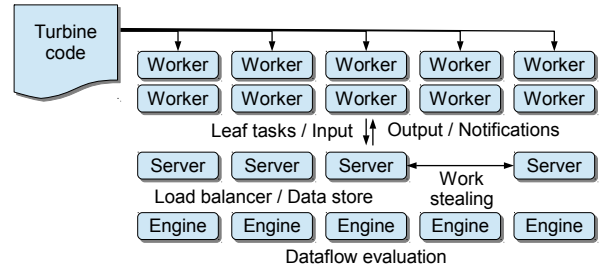 Turbine
code
Worker Worker Worker Worker Worker
Worker Worker Worker Worker Worker
Leaf tasks / Input Output / Notifications
Server Server Server Server
Work
stealing
Load balancer / Data store
Engine Engine Engine Engine Engine
Dataflow evaluation